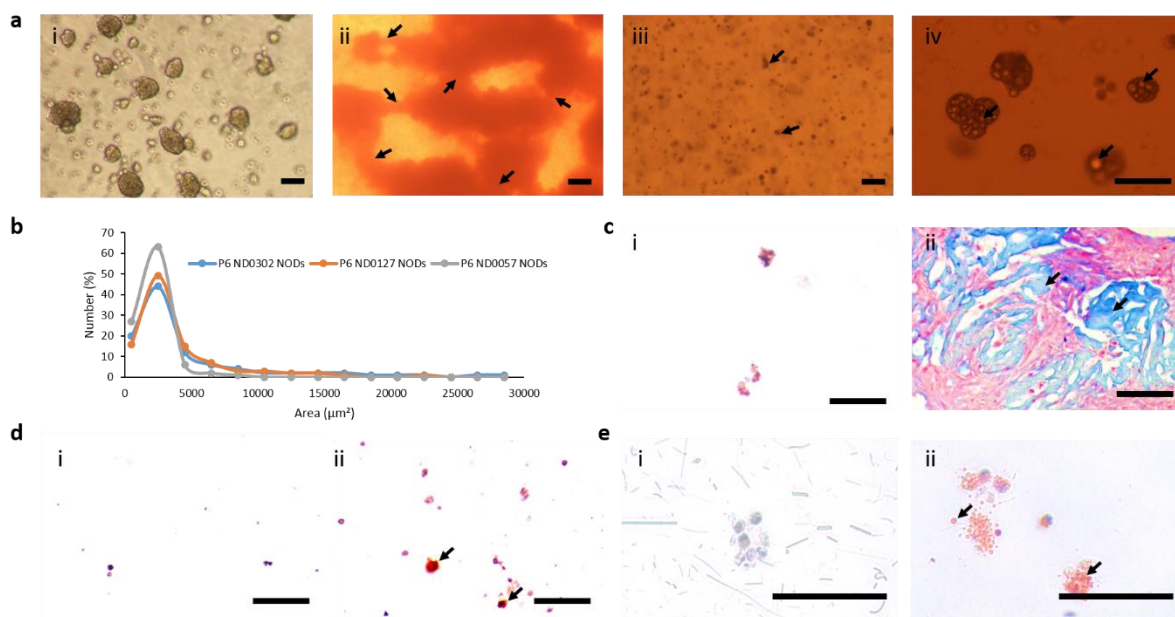 a
i
ii
iii
iv
b
70
60
50
40
30
20
10
0
Number (%)
P6 ND0302 NODs P6 ND0127 NODs P6 ND0057 NODs
0 5000 10000 15000 20000 25000 30000
Area (µm²)
c
i
ii
d
i
ii
e
i
ii